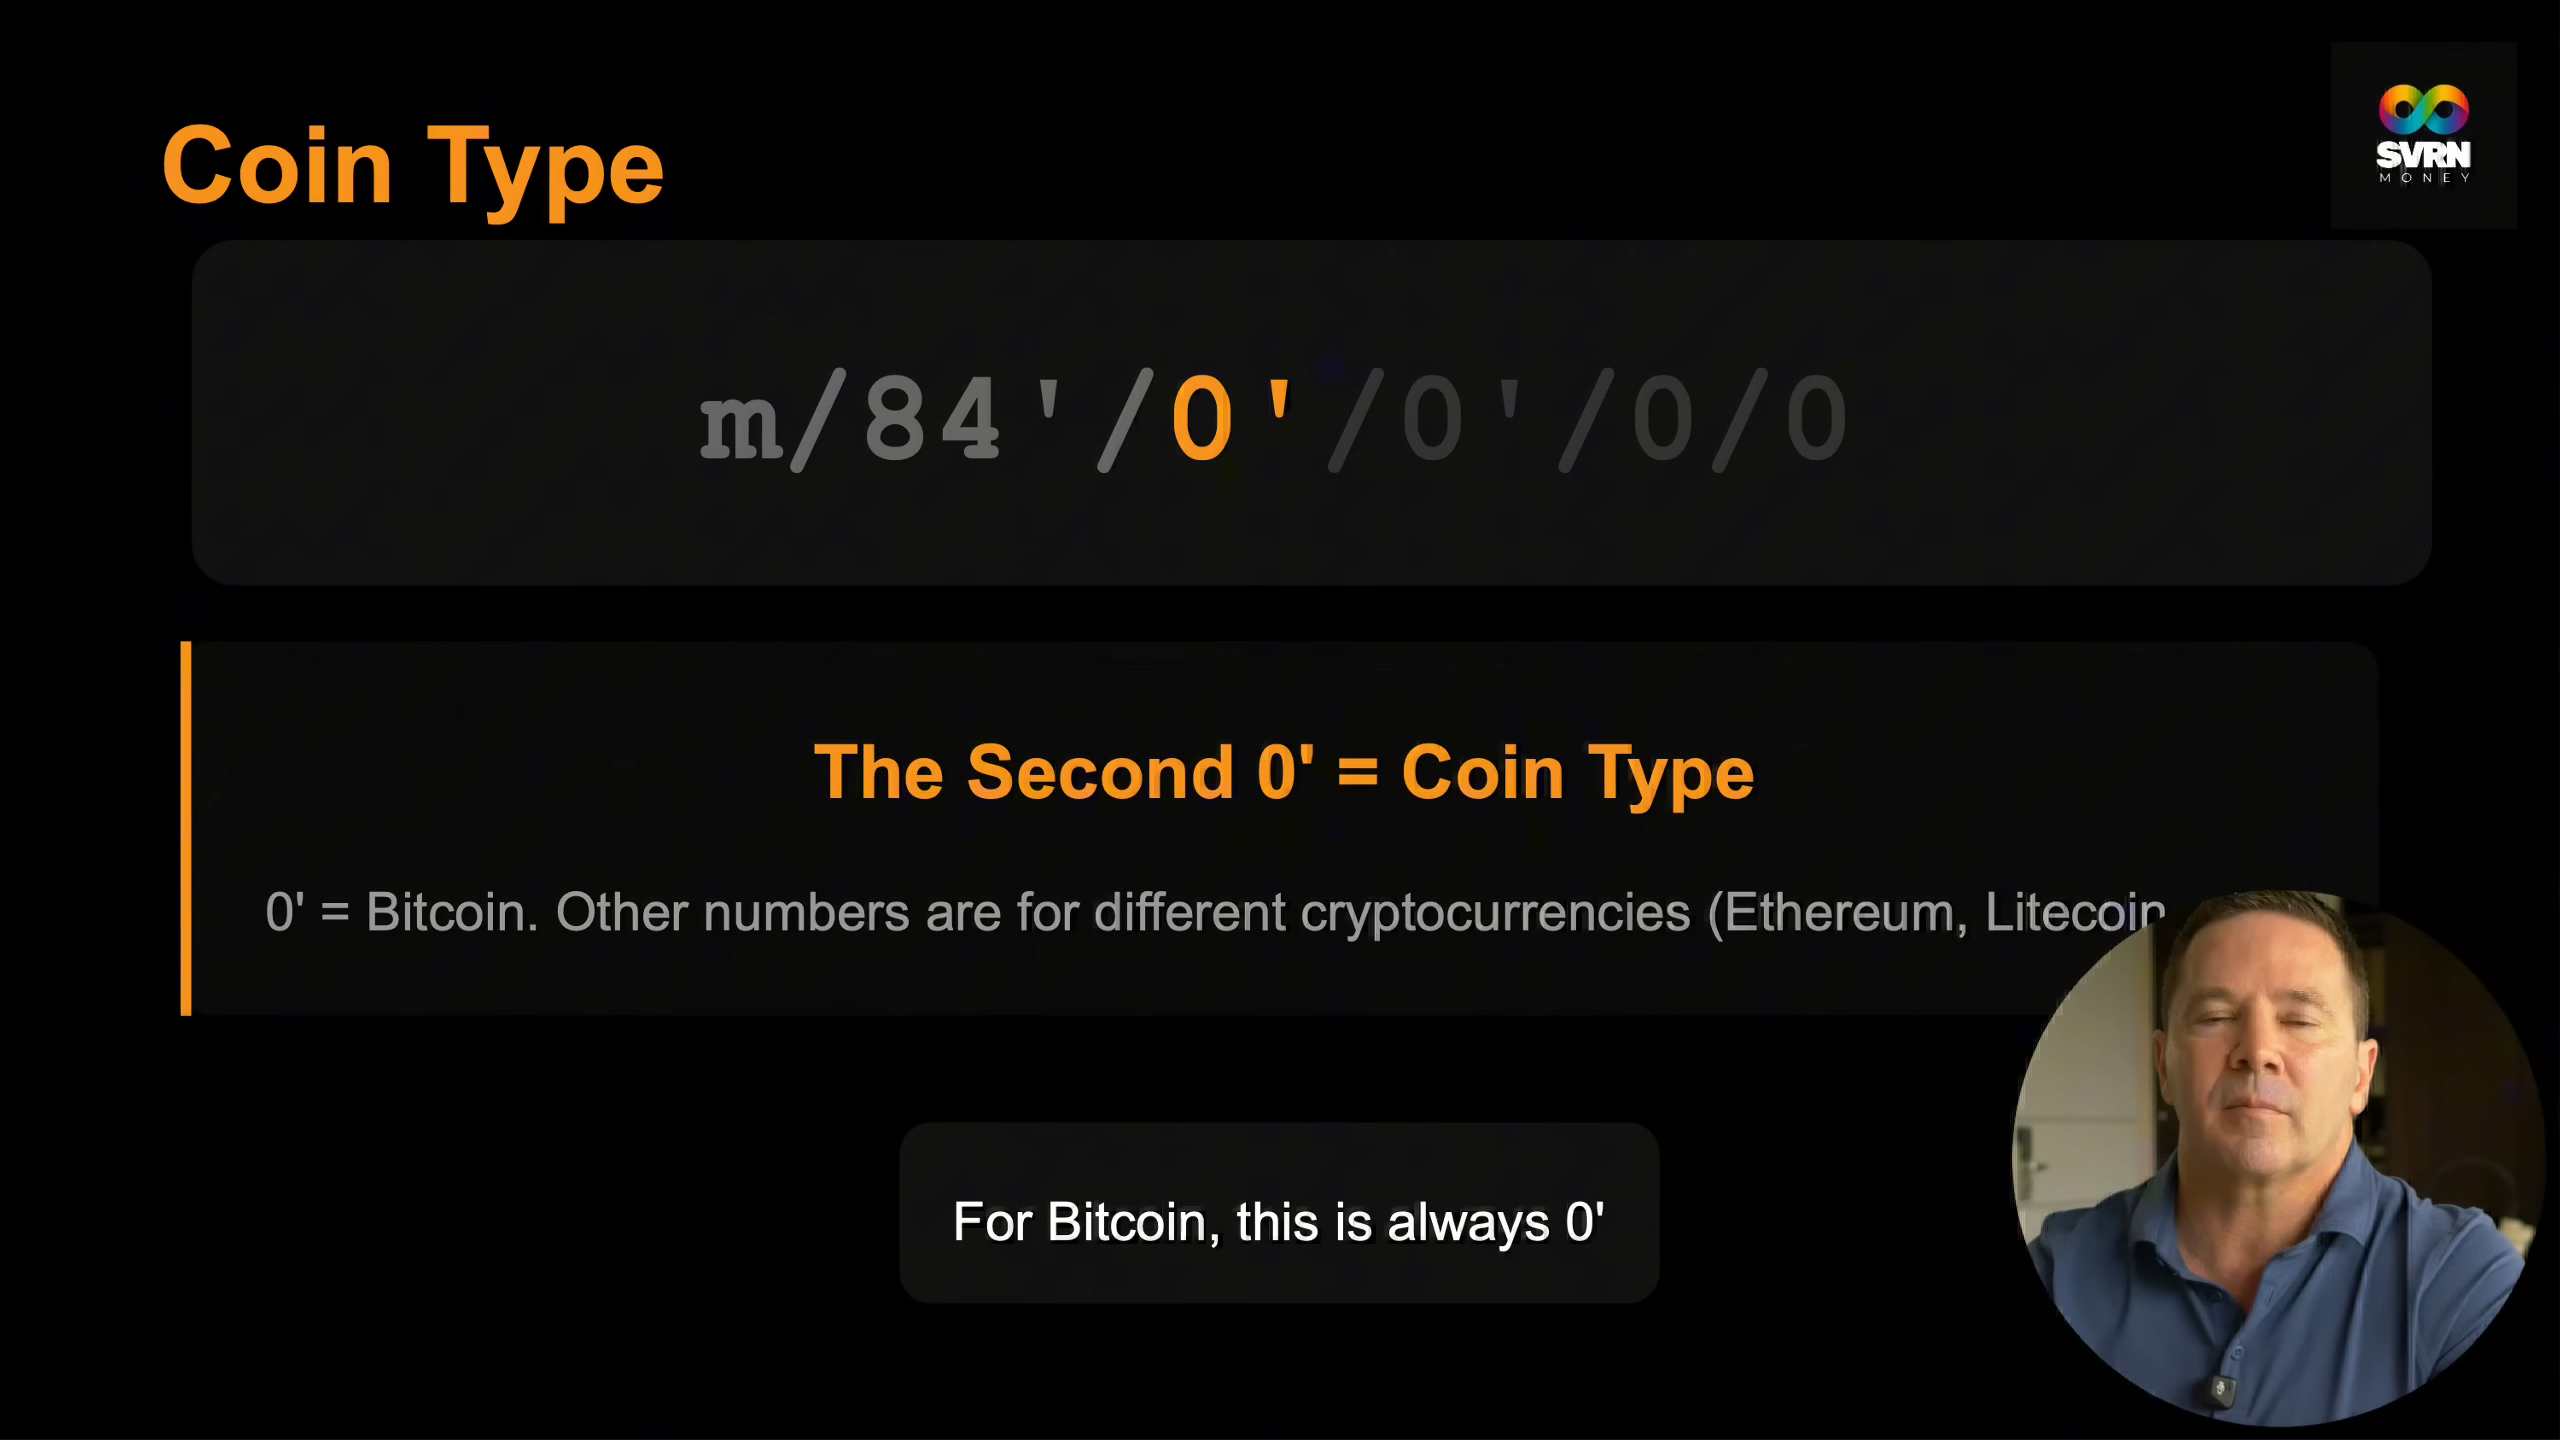 Coin Type
SVRN
MONEY
m/84'/0'/0'/0/0
The Second 0' = Coin Type
0' = Bitcoin. Other numbers are for different cryptocurrencies (Ethereum, Litecoin
For Bitcoin, this is always 0'